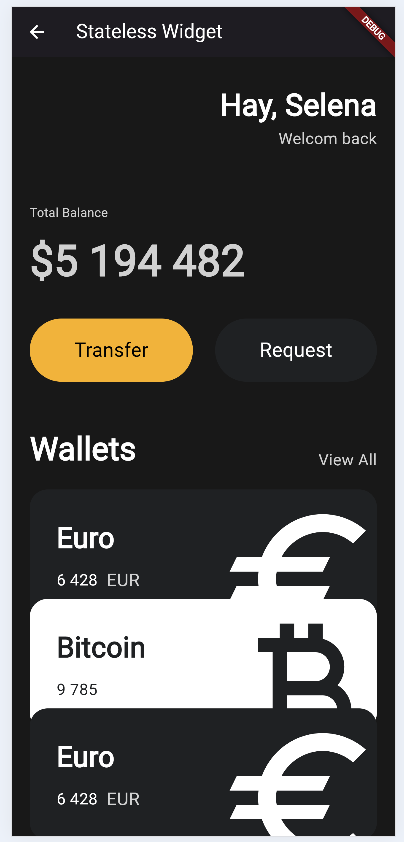 Stateless Widget
DEBUG
Hay, Selena
Welcom back
Total Balance
$5 194 482
Transfer
Request
Wallets
View All
Euro
6 428 EUR
Bitcoin
9 785
Euro
6 428 EUR